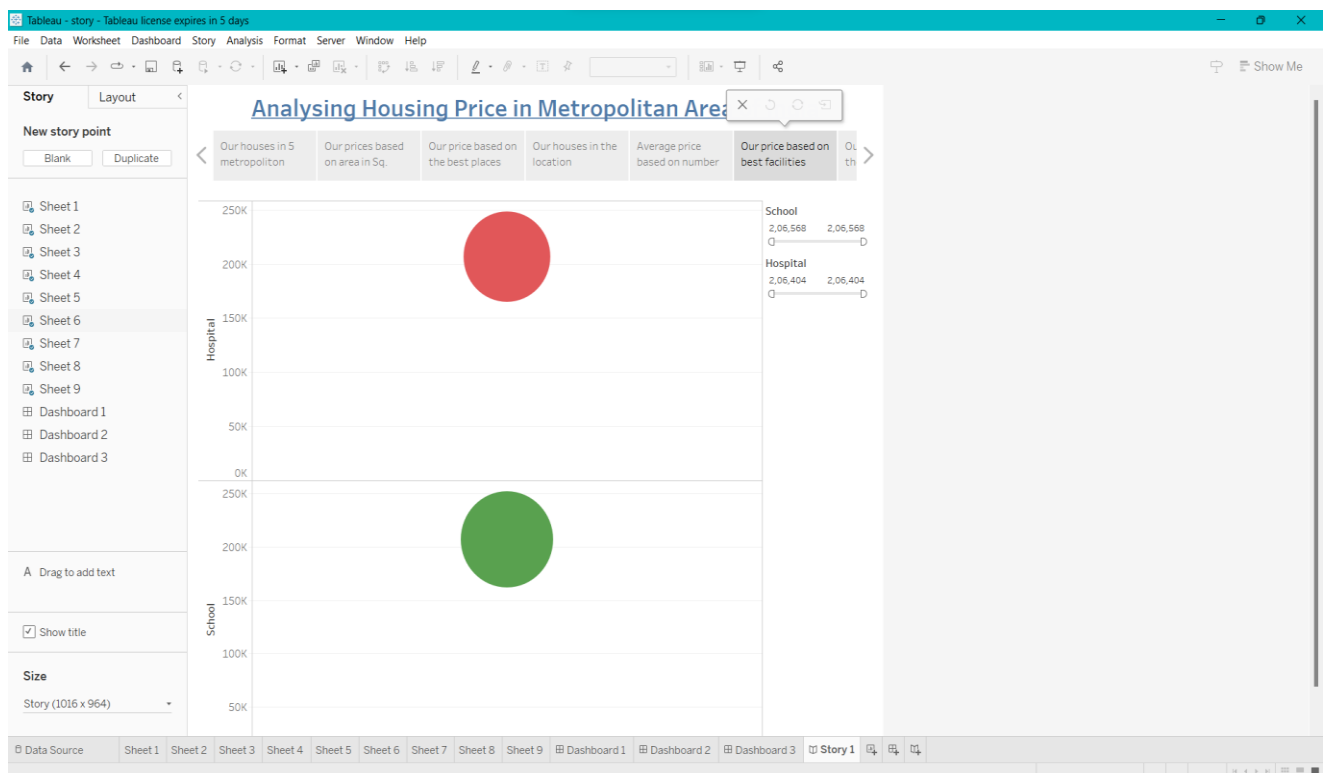 Tableau - story - Tableau license expires in 5 days
File Data Worksheet Dashboard Story Analysis Format Server Window Help
Show Me
Story Layout
New story point
Blank Duplicate
Sheet 1
Sheet 2
Sheet 3
Sheet 4
Sheet 5
Sheet 6
Sheet 7
Sheet 8
Sheet 9
Dashboard 1
Dashboard 2
Dashboard 3
A Drag to add text
Show title
Size
Story (1016 x 964)
Analysing Housing Price in Metropolitan Area
Our houses in 5
metropoliton
Our prices based
on area in Sq.
Our price based on
the best places
Our houses in the
location
Average price
based on number
Our price based on
best facilities
Ou
th
250K
200K
150K
100K
50K
0K
Hospital
250K
200K
150K
100K
50K
School
School
2,06,568 2,06,568
Hospital
2,06,404 2,06,404
Data Source Sheet 1 Sheet 2 Sheet 3 Sheet 4 Sheet 5 Sheet 6 Sheet 7 Sheet 8 Sheet 9 Dashboard 1 Dashboard 2 Dashboard 3 Story 1